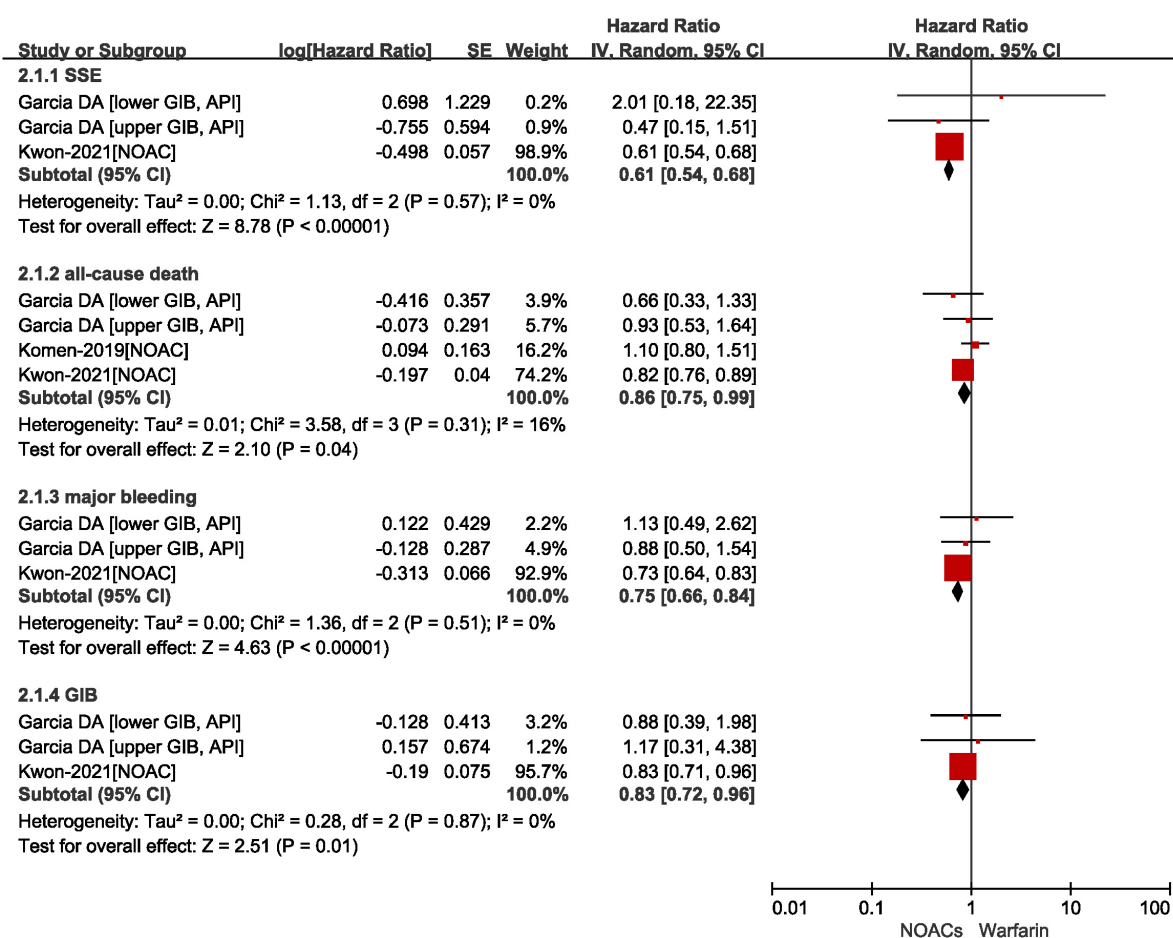 Hazard Ratio Hazard Ratio
Study or Subgroup log[Hazard Ratio] SE Weight IV, Random, 95% CI IV, Random, 95% CI
2.1.1 SSE
Garcia DA [lower GIB, API] 0.698 1.229 0.2% 2.01 [0.18, 22.35]
Garcia DA [upper GIB, API] -0.755 0.594 0.9% 0.47 [0.15, 1.51]
Kwon-2021[NOAC] -0.498 0.057 98.9% 0.61 [0.54, 0.68]
Subtotal (95% CI) 100.0% 0.61 [0.54, 0.68]
Heterogeneity: Tau² = 0.00; Chi² = 1.13, df = 2 (P = 0.57); I² = 0%
Test for overall effect: Z = 8.78 (P < 0.00001)
2.1.2 all-cause death
Garcia DA [lower GIB, API] -0.416 0.357 3.9% 0.66 [0.33, 1.33]
Garcia DA [upper GIB, API] -0.073 0.291 5.7% 0.93 [0.53, 1.64]
Komen-2019[NOAC] 0.094 0.163 16.2% 1.10 [0.80, 1.51]
Kwon-2021[NOAC] -0.197 0.04 74.2% 0.82 [0.76, 0.89]
Subtotal (95% CI) 100.0% 0.86 [0.75, 0.99]
Heterogeneity: Tau² = 0.01; Chi² = 3.58, df = 3 (P = 0.31); I² = 16%
Test for overall effect: Z = 2.10 (P = 0.04)
2.1.3 major bleeding
Garcia DA [lower GIB, API] 0.122 0.429 2.2% 1.13 [0.49, 2.62]
Garcia DA [upper GIB, API] -0.128 0.287 4.9% 0.88 [0.50, 1.54]
Kwon-2021[NOAC] -0.313 0.066 92.9% 0.73 [0.64, 0.83]
Subtotal (95% CI) 100.0% 0.75 [0.66, 0.84]
Heterogeneity: Tau² = 0.00; Chi² = 1.36, df = 2 (P = 0.51); I² = 0%
Test for overall effect: Z = 4.63 (P < 0.00001)
2.1.4 GIB
Garcia DA [lower GIB, API] -0.128 0.413 3.2% 0.88 [0.39, 1.98]
Garcia DA [upper GIB, API] 0.157 0.674 1.2% 1.17 [0.31, 4.38]
Kwon-2021[NOAC] -0.19 0.075 95.7% 0.83 [0.71, 0.96]
Subtotal (95% CI) 100.0% 0.83 [0.72, 0.96]
Heterogeneity: Tau² = 0.00; Chi² = 0.28, df = 2 (P = 0.87); I² = 0%
Test for overall effect: Z = 2.51 (P = 0.01)
0.01 0.1 1 10 100
NOACs Warfarin